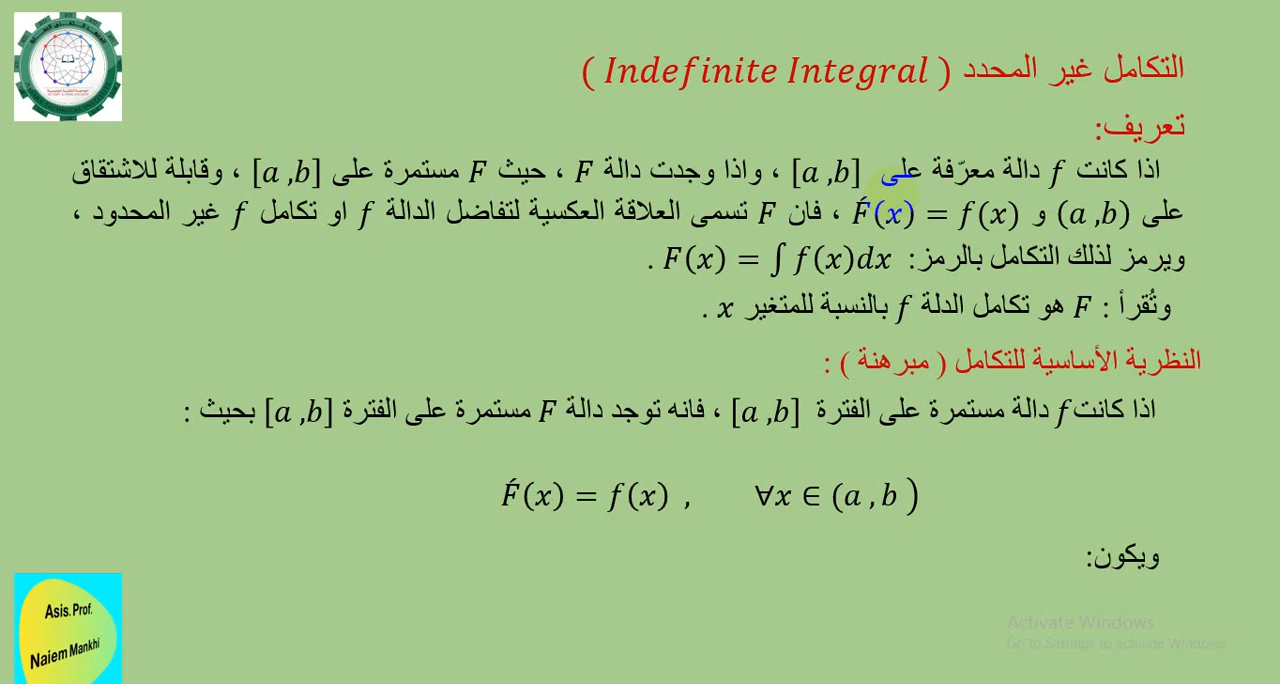 التكامل غير المحدد ( Indefinite Integral )
تعريف:
اذا كانت f دالة معرّفة على [a ,b] ، واذا وجدت دالة F ، حيث F مستمرة على [a ,b] ، وقابلة للاشتقاق
على (a ,b) و F́(x) = f(x) ، فان F تسمى العلاقة العكسية لتفاضل الدالة f او تكامل f غير المحدود ،
ويرمز لذلك التكامل بالرمز: F(x) = ∫ f(x)dx .
وتُقرأ : F هو تكامل الدلة f بالنسبة للمتغير x .
النظرية الأساسية للتكامل ( مبرهنة ) :
اذا كانت f دالة مستمرة على الفترة [a ,b] ، فانه توجد دالة F مستمرة على الفترة [a ,b] بحيث :
F́(x) = f(x) , ∀x ∈ (a , b )
ويكون:
Asis. Prof.
Naiem Mankhi
Activate Windows
Go to Settings to activate Windows.